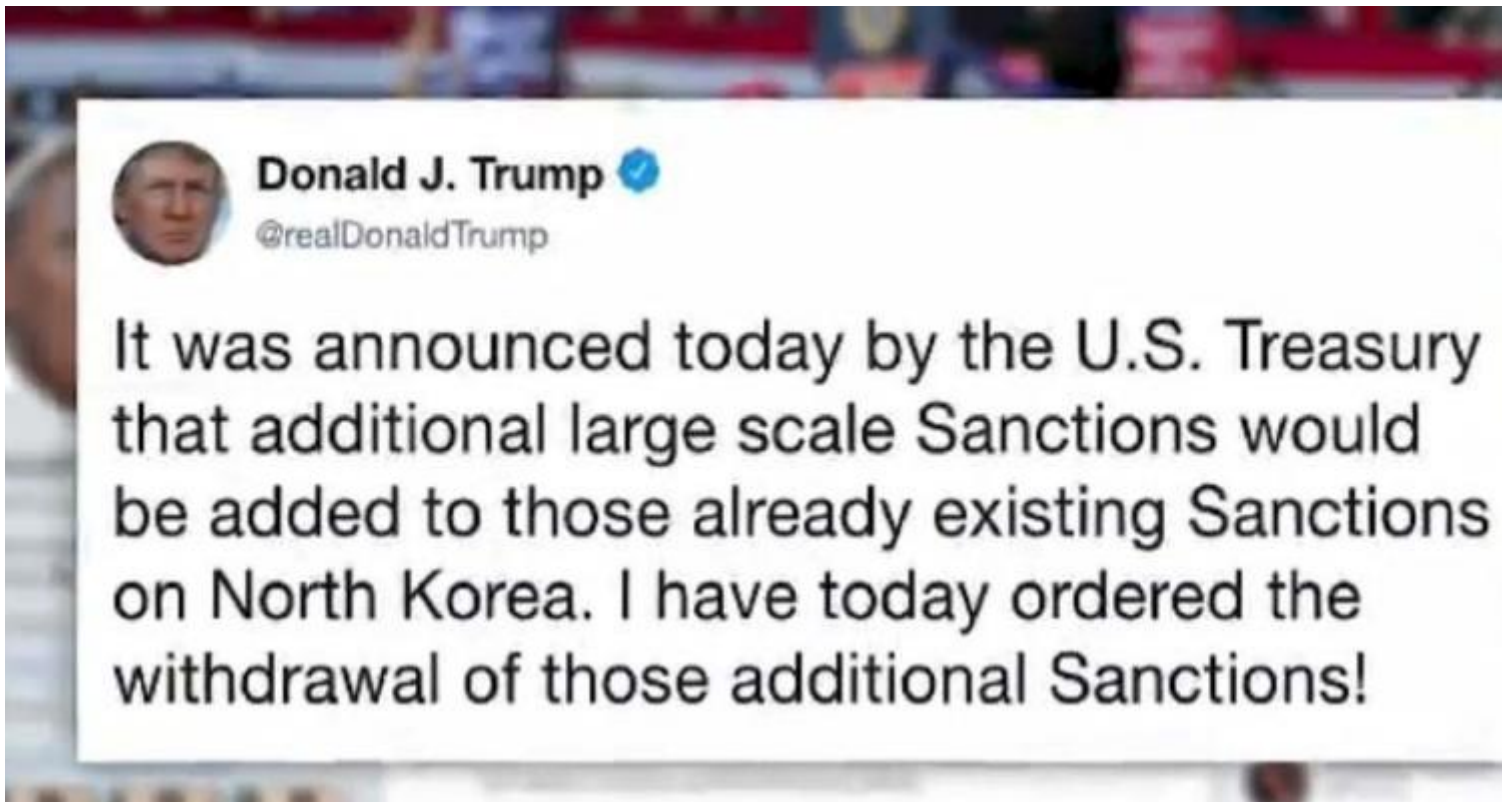 Donald J. Trump
@realDonaldTrump
It was announced today by the U.S. Treasury
that additional large scale Sanctions would
be added to those already existing Sanctions
on North Korea. I have today ordered the
withdrawal of those additional Sanctions!